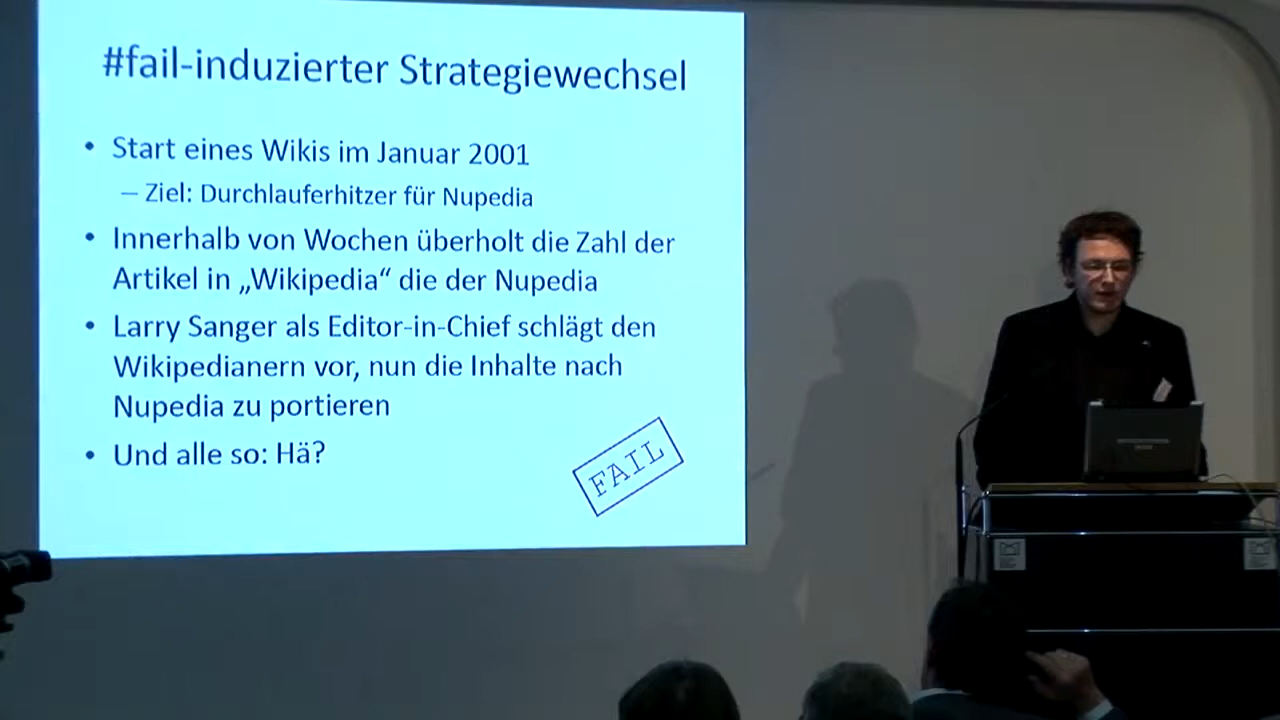 #fail-induzierter Strategiewechsel
• Start eines Wikis im Januar 2001
– Ziel: Durchlauferhitzer für Nupedia
• Innerhalb von Wochen überholt die Zahl der
Artikel in „Wikipedia“ die der Nupedia
• Larry Sanger als Editor-in-Chief schlägt den
Wikipedianern vor, nun die Inhalte nach
Nupedia zu portieren
• Und alle so: Hä?
FAIL